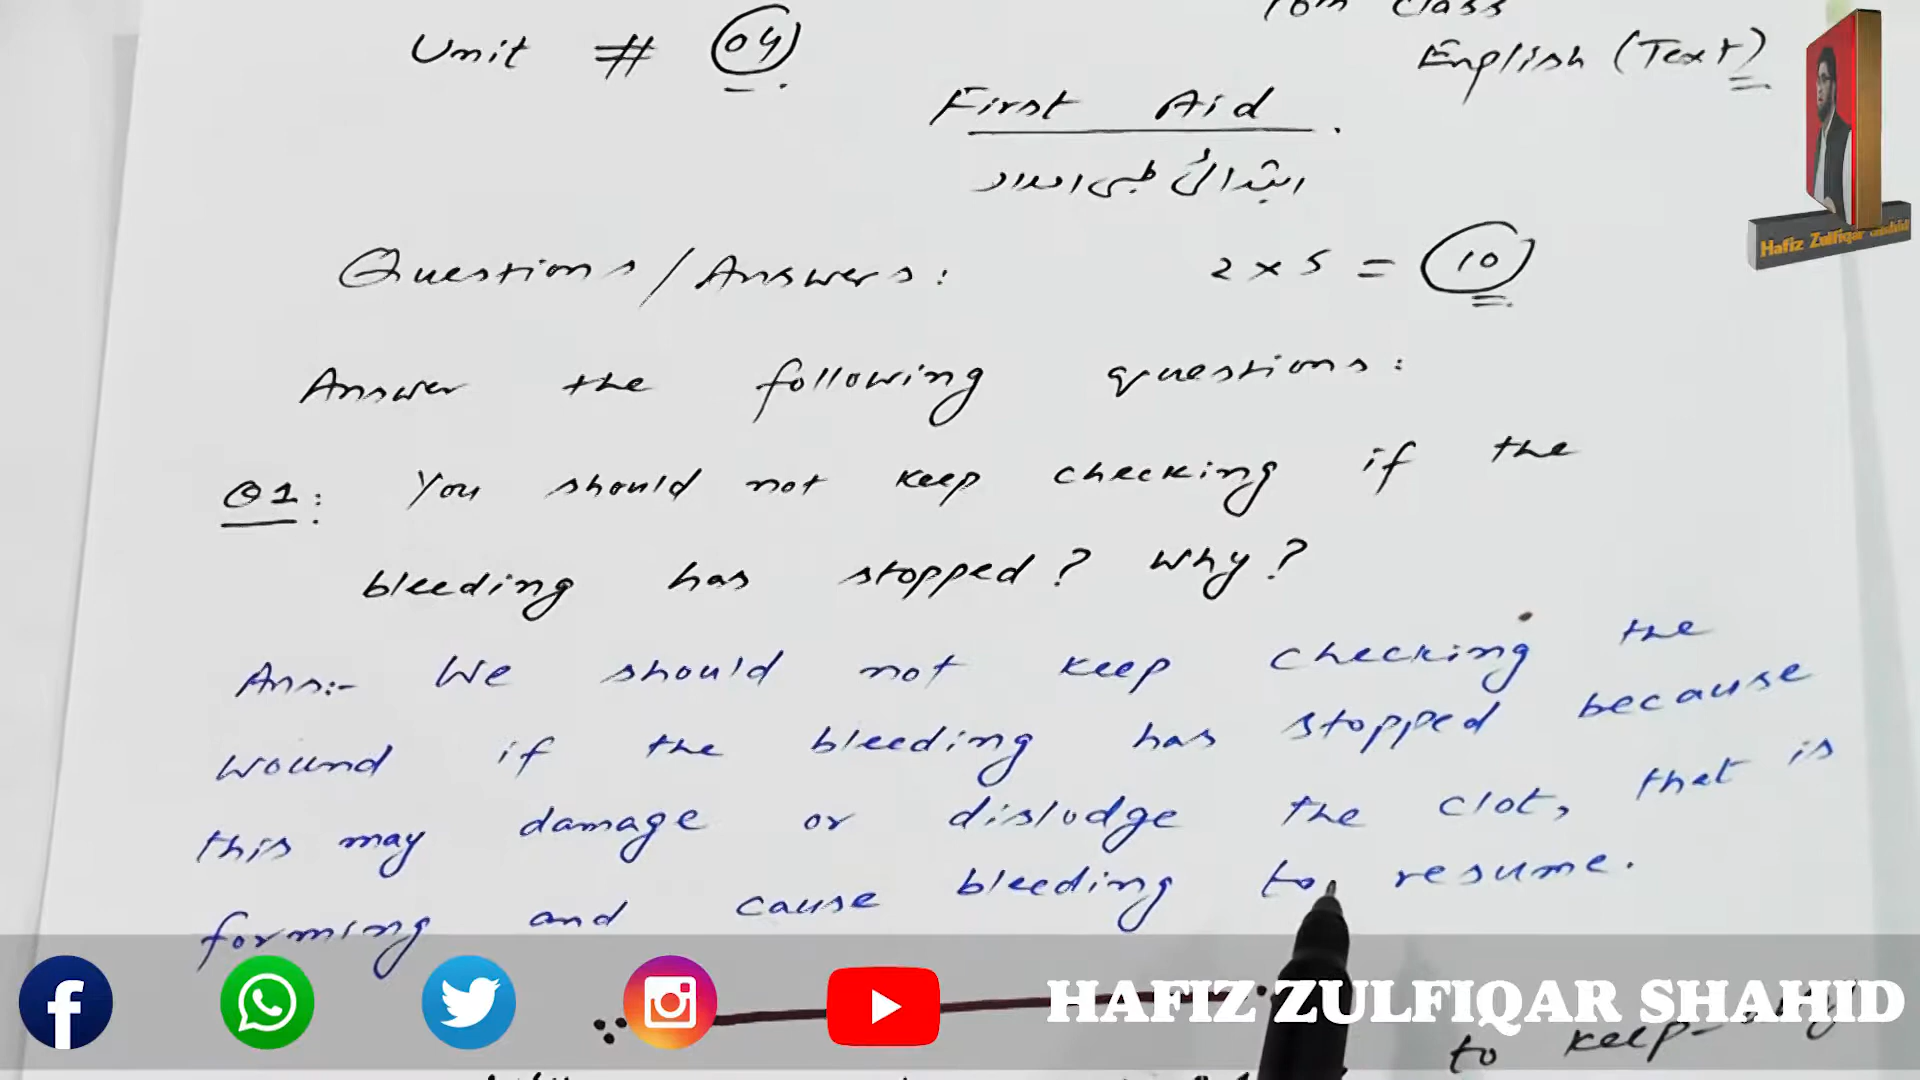 10th Class
Unit # 04
English (Text)
First Aid
ابتدائی طبی امداد
Questions/Answers: 2 x 5 = 10
Answer the following questions:
Q1: You should not keep checking if the
bleeding has stopped? Why?
Ans:- We should not keep checking the
wound if the bleeding has stopped because
this may damage or disludge the clot, that is
forming and cause bleeding to resume.
Hafiz Zulfiqar Shahid
HAFIZ ZULFIQAR SHAHID
to keep